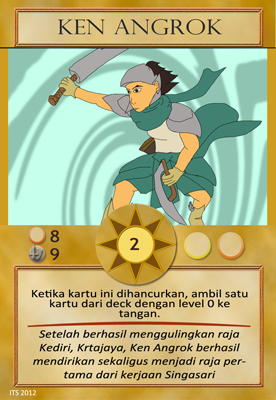 KEN ANGROK
8
9
2
Ketika kartu ini dihancurkan, ambil satu
kartu dari deck dengan level 0 ke
tangan.
Setelah berhasil menggulingkan raja
Kediri, Krtajaya, Ken Angrok berhasil
mendirikan sekaligus menjadi raja per-
tama dari kerjaan Singasari
ITS 2012